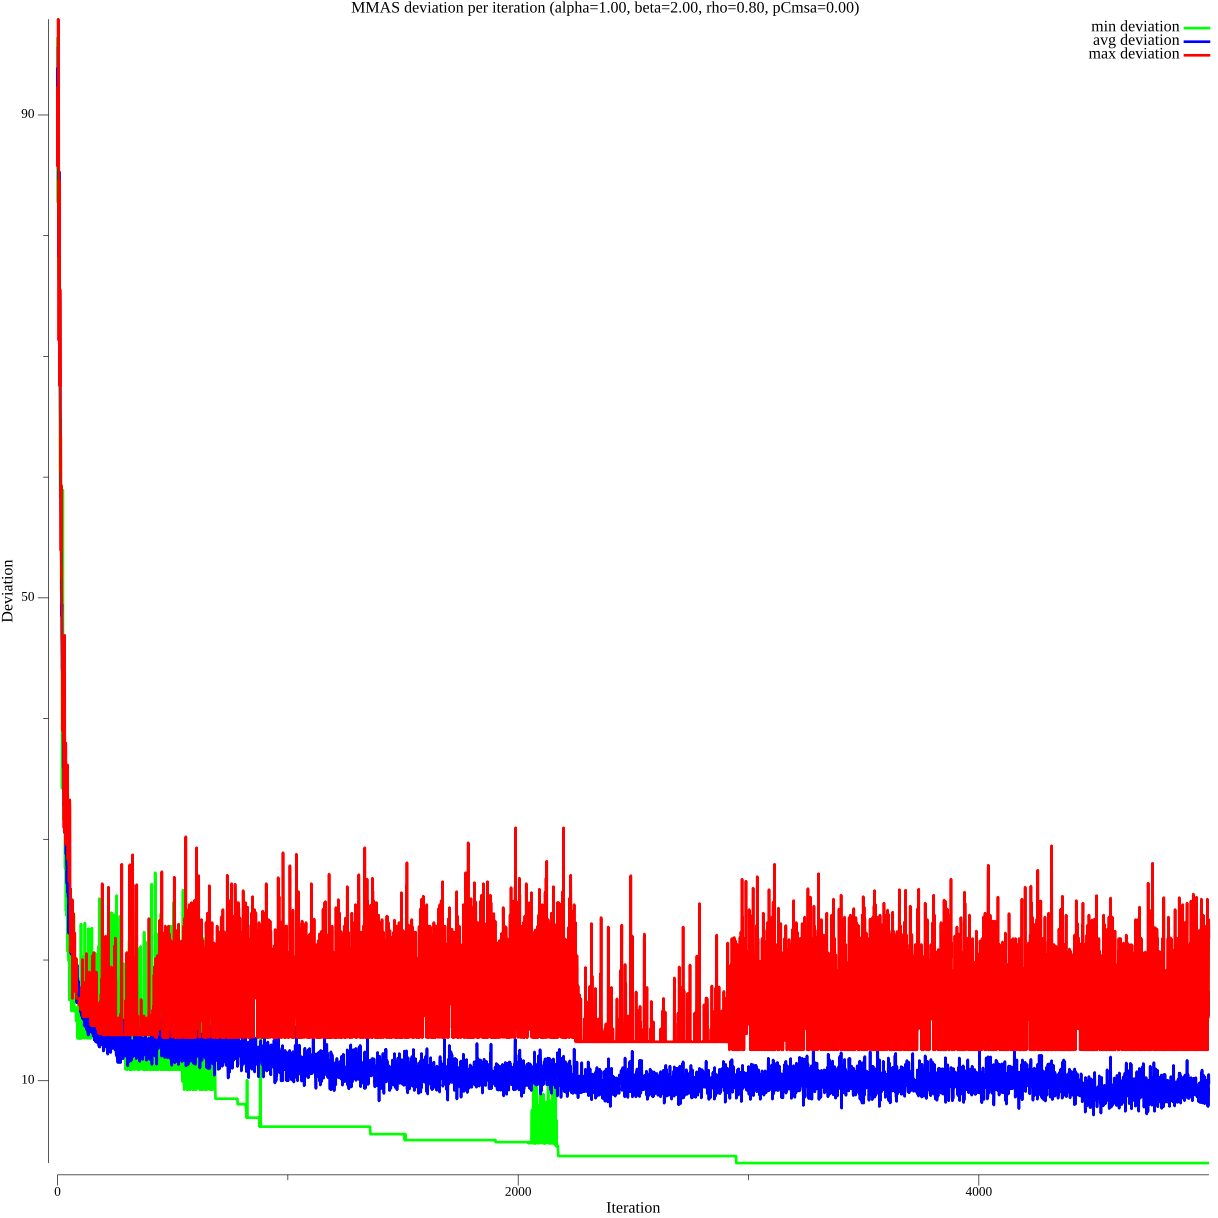 MMAS deviation per iteration (alpha=1.00, beta=2.00, rho=0.80, pCmsa=0.00)
min deviation
avg deviation
max deviation
90
50
10
Deviation
0
2000
4000
Iteration